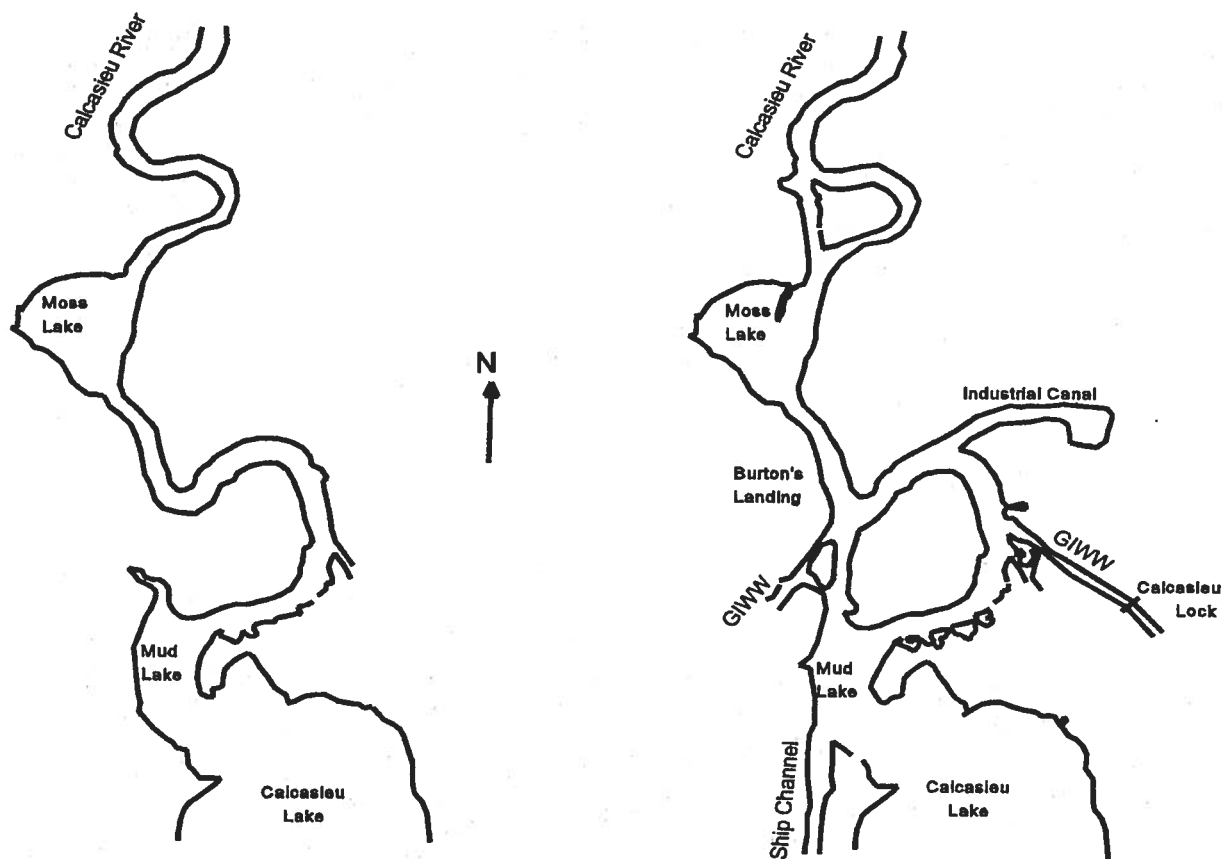 Calcasieu River
Moss
Lake
Mud
Lake
Calcasieu
Lake
N
Calcasieu River
Moss
Lake
Industrial Canal
Burton's
Landing
GIWW
GIWW
Calcasieu
Lock
Mud
Lake
Ship Channel
Calcasieu
Lake